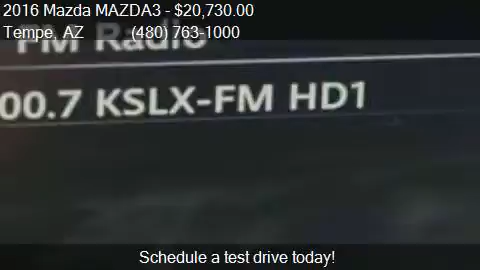 2016 Mazda MAZDA3 - $20,730.00
Tempe, AZ (480) 763-1000
FM Radio
00.7 KSLX-FM HD1
Schedule a test drive today!